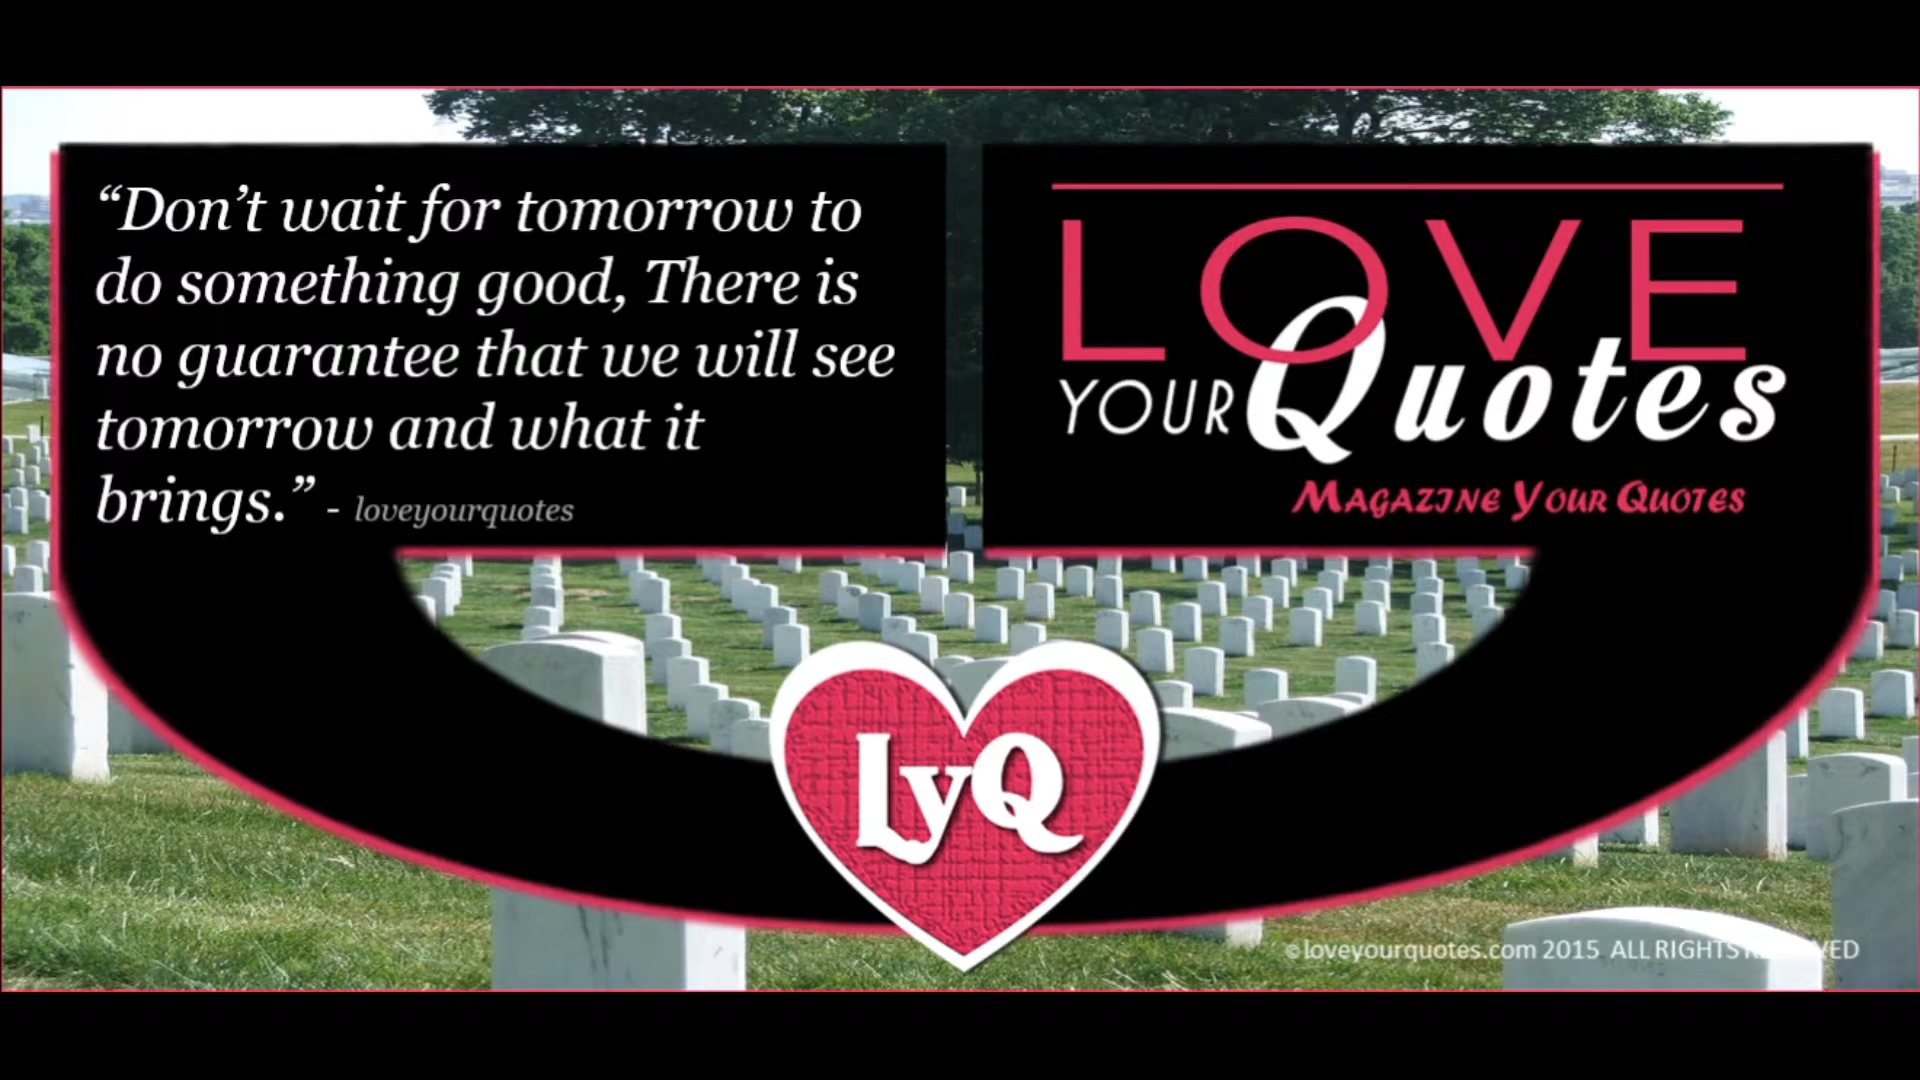 “Don’t wait for tomorrow to
do something good, There is
no guarantee that we will see
tomorrow and what it
brings.” - loveyourquotes
LOVE
YOUR Quotes
MAGAZINE YOUR QUOTES
LyQ
©loveyourquotes.com 2015 ALL RIGHTS